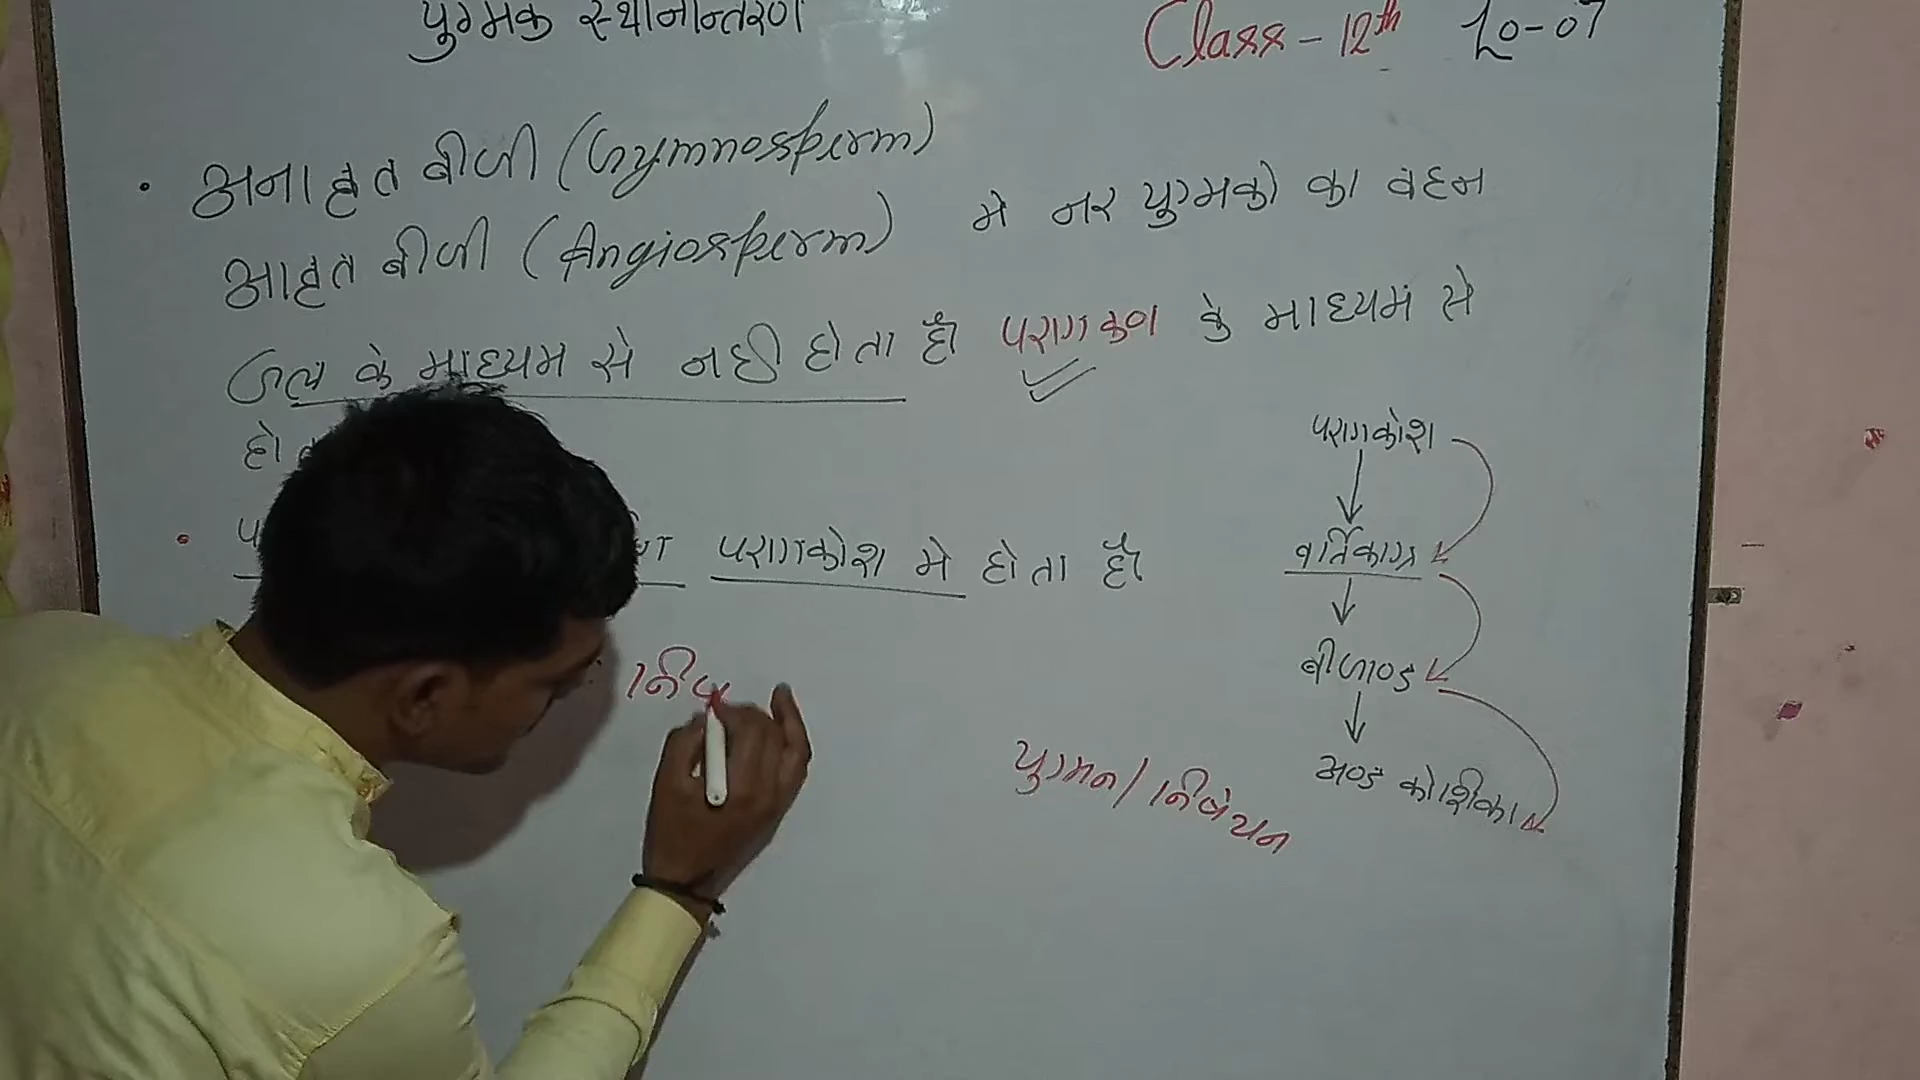 युग्मक स्थानान्तरण
Class - 12th Lo-07
• अनावृत बीजी (Gymnosperm)
आवृत बीजी (Angiosperm) मे नर युग्मको का वहन
जल के माध्यम से नही होता है। परागकण के माध्यम से
हो
• परागकोश मे होता है।
परागकोश
वर्तिकाग्र
बीजाण्ड
अण्ड कोशिका
युग्मन/निषेचन